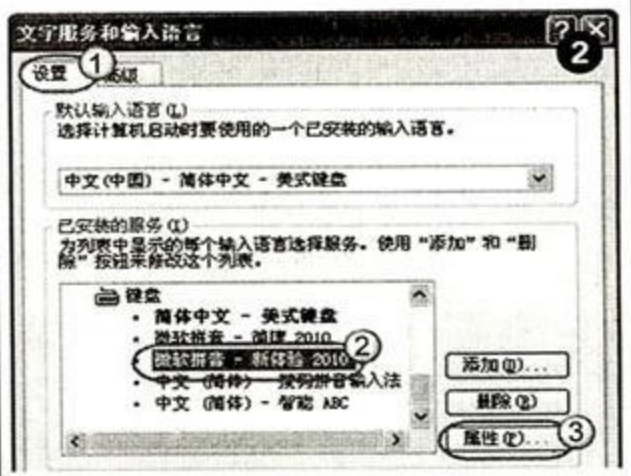 文字服务和输入语言
?
×
2
设置
1
高级
默认输入语言(L)
选择计算机启动时要使用的一个已安装的输入语言。
中文(中国) - 简体中文 - 美式键盘
已安装的服务(I)
为列表中显示的每个输入语言选择服务。使用“添加”和“删
除”按钮来修改这个列表。
键盘
· 简体中文 - 美式键盘
· 微软拼音 - 简捷 2010
微软拼音 - 新体验 2010
2
· 中文 (简体) - 搜狗拼音输入法
· 中文 (简体) - 智能 ABC
添加(D)...
删除(R)
属性(P)...
3